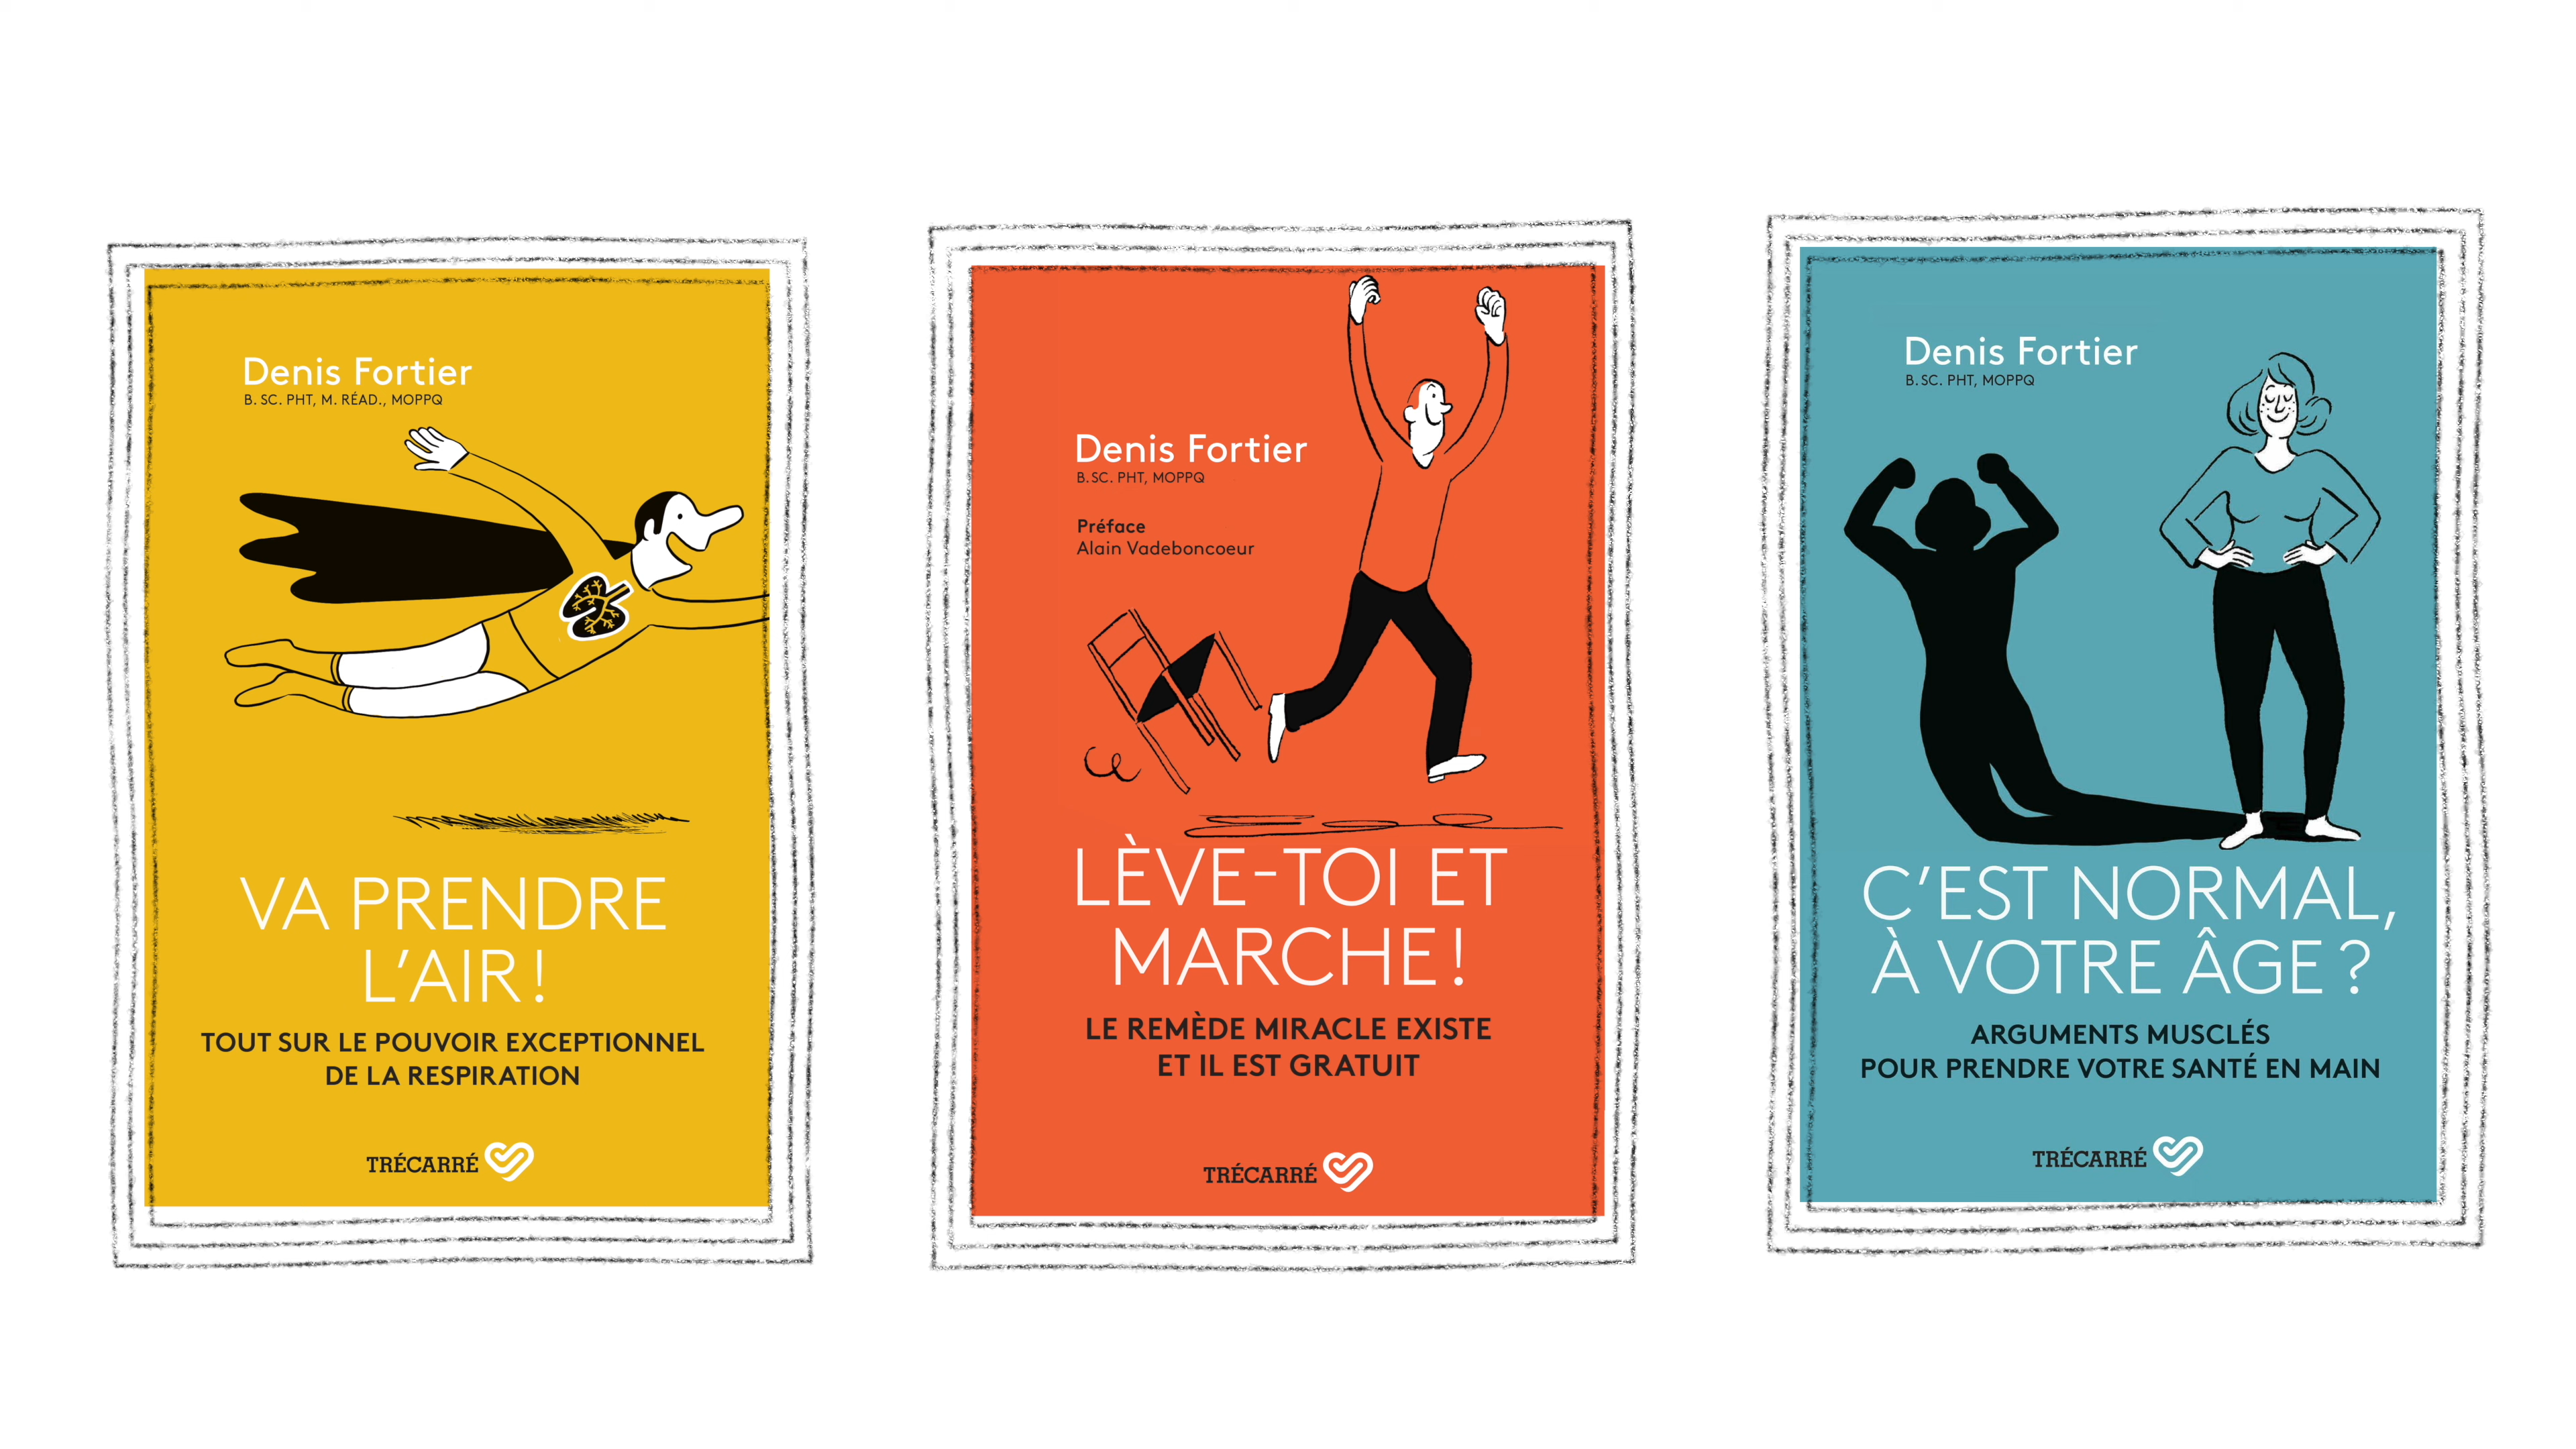 Denis Fortier
B. SC. PHT, M. RÉAD., MOPPQ
VA PRENDRE
L'AIR !
TOUT SUR LE POUVOIR EXCEPTIONNEL
DE LA RESPIRATION
TRÉCARRÉ
Denis Fortier
B. SC. PHT, MOPPQ
Préface
Alain Vadeboncoeur
LÈVE-TOI ET
MARCHE !
LE REMÈDE MIRACLE EXISTE
ET IL EST GRATUIT
TRÉCARRÉ
Denis Fortier
B. SC. PHT, MOPPQ
C'EST NORMAL,
À VOTRE ÂGE ?
ARGUMENTS MUSCLÉS
POUR PRENDRE VOTRE SANTÉ EN MAIN
TRÉCARRÉ